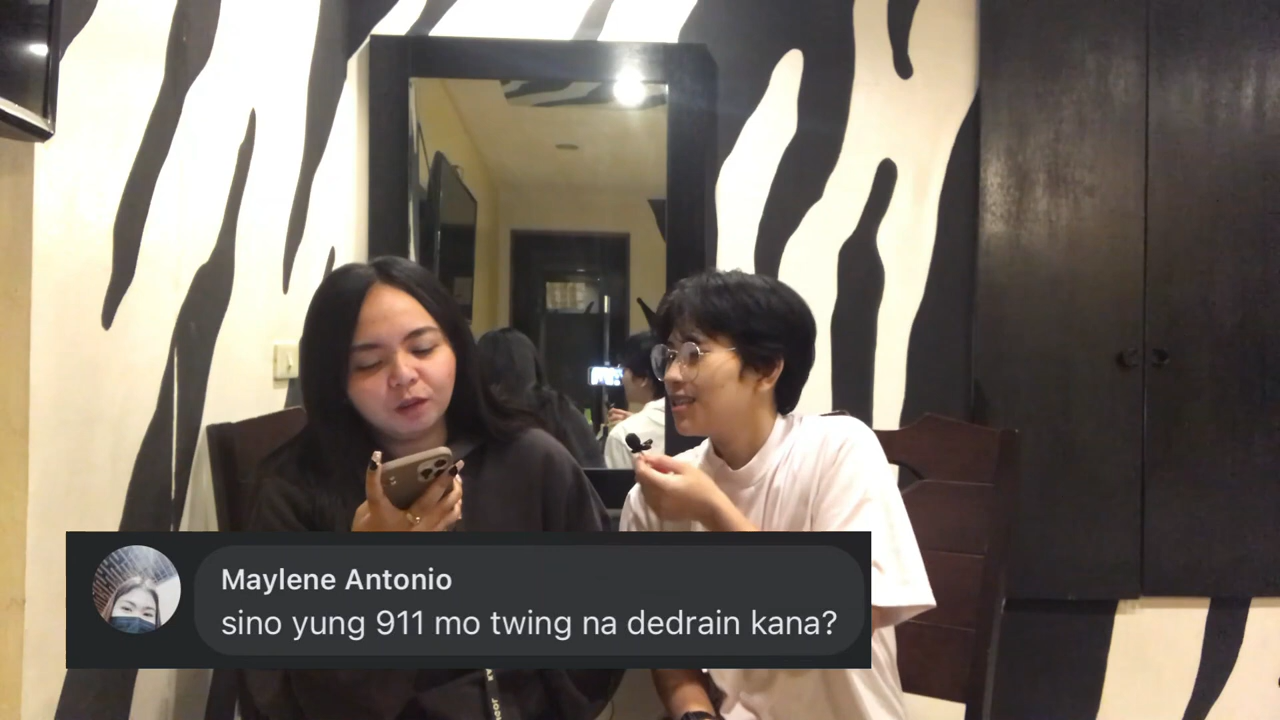 Maylene Antonio
sino yung 911 mo twing na dedrain kana?